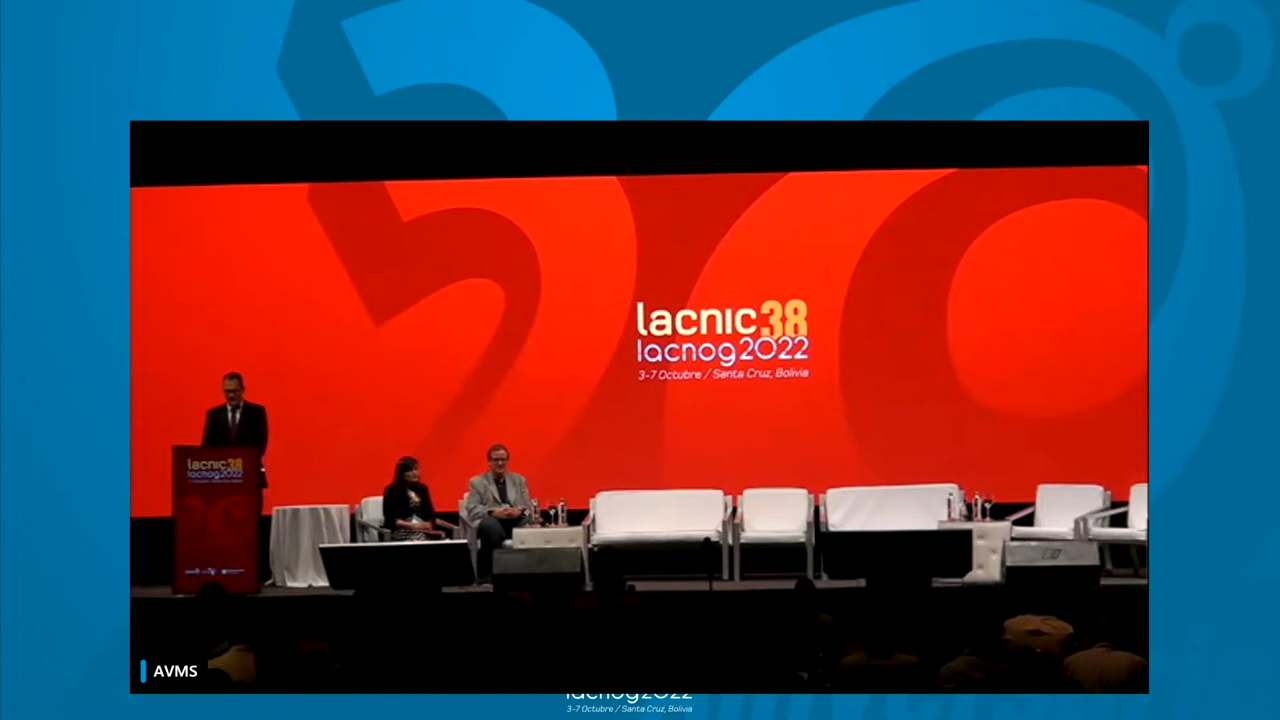 lacnic38
lacnog2022
3-7 Octubre / Santa Cruz, Bolivia
lacnic38
lacnog2022
AVMS
lacnog2022
3-7 Octubre / Santa Cruz, Bolivia